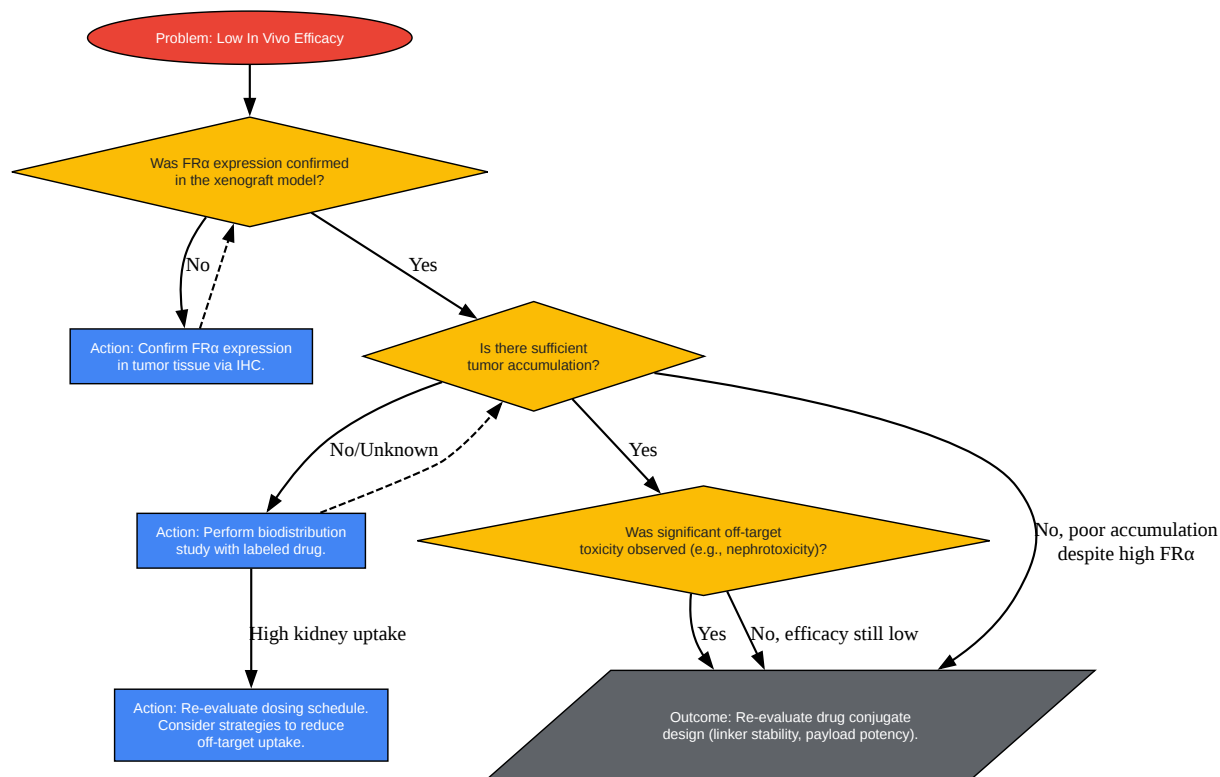 Problem: Low In Vivo Efficacy
Was FRα expression confirmed
in the xenograft model?
No
Yes
Action: Confirm FRα expression
in tumor tissue via IHC.
Is there sufficient
tumor accumulation?
No/Unknown
Yes
No, poor accumulation
despite high FRα
Action: Perform biodistribution
study with labeled drug.
Was significant off-target
toxicity observed (e.g., nephrotoxicity)?
High kidney uptake
Yes
No, efficacy still low
Action: Re-evaluate dosing schedule.
Consider strategies to reduce
off-target uptake.
Outcome: Re-evaluate drug conjugate
design (linker stability, payload potency).